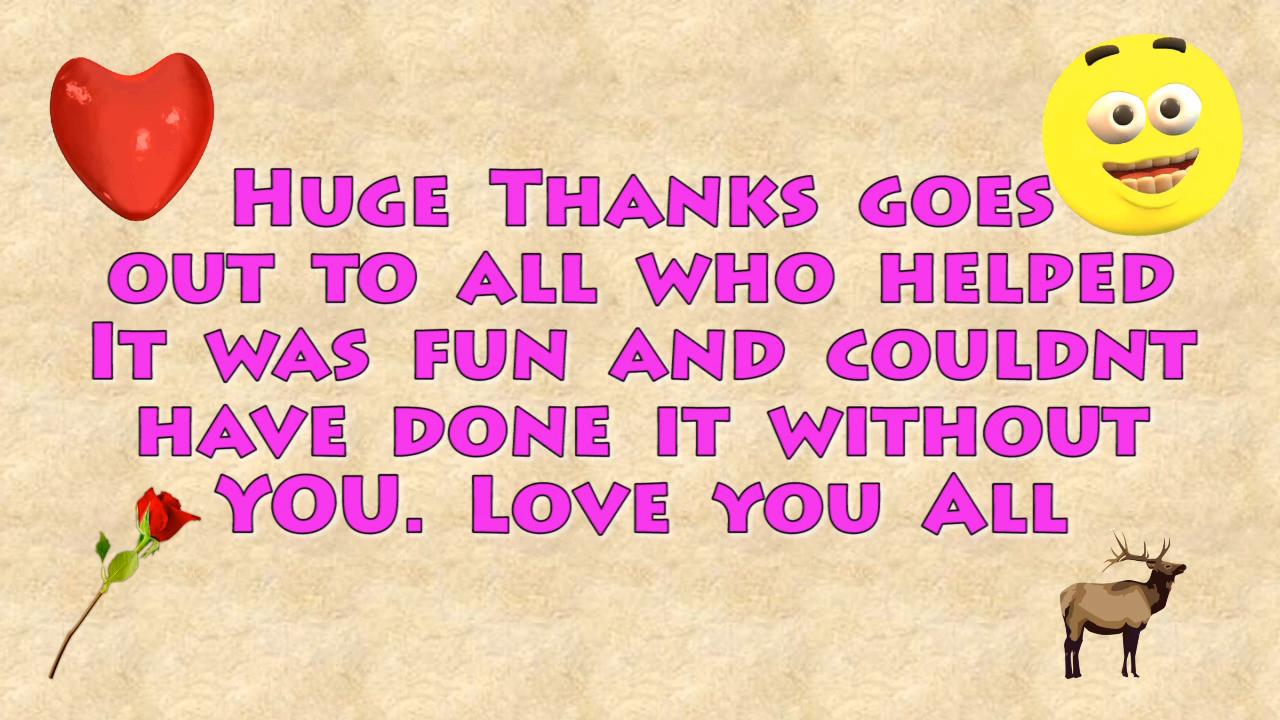 Huge Thanks goes
out to all who helped
It was fun and couldnt
have done it without
YOU. Love you All